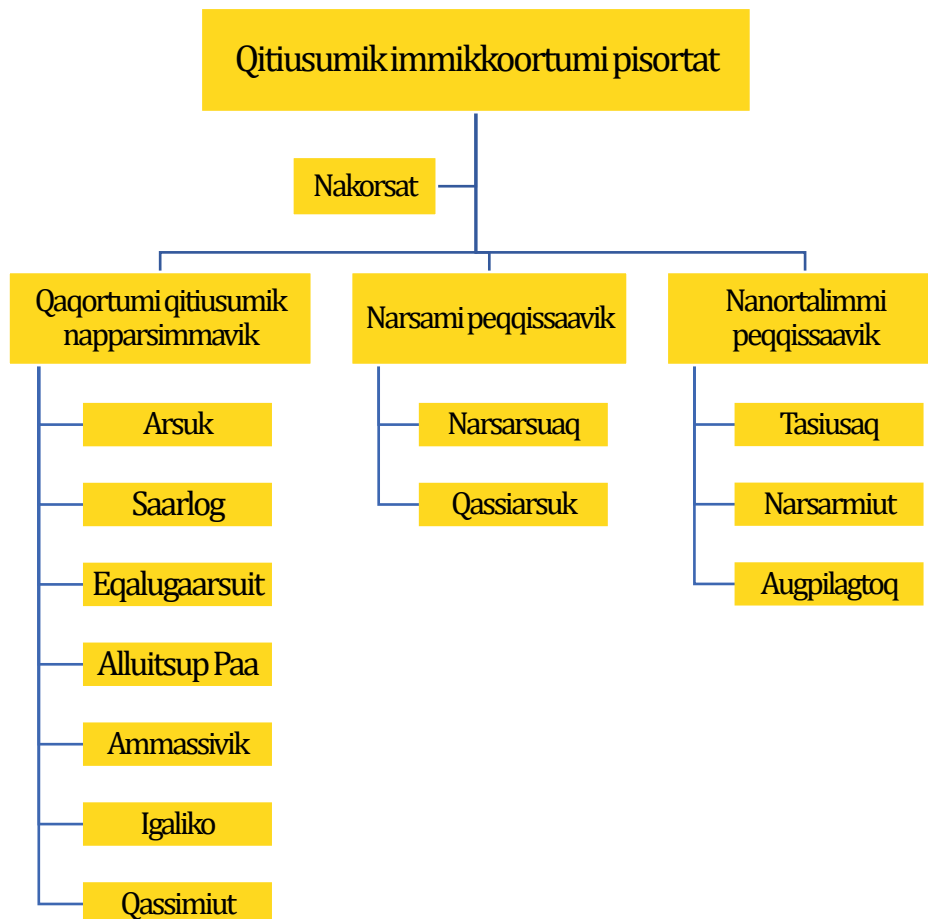 Qitiusumik immikkoortumi pisortat
Nakorsat
Qaqortumi qitiusumik
napparsimmavik
Arsuk
Saarlog
Eqalugaarsuit
Alluitsup Paa
Ammassivik
Igaliko
Qassimiut
Narsami peqqissaavik
Narsarsuaq
Qassiarsuk
Nanortalimmi
peqqissaavik
Tasiusaq
Narsarmiut
Augpilagtoq